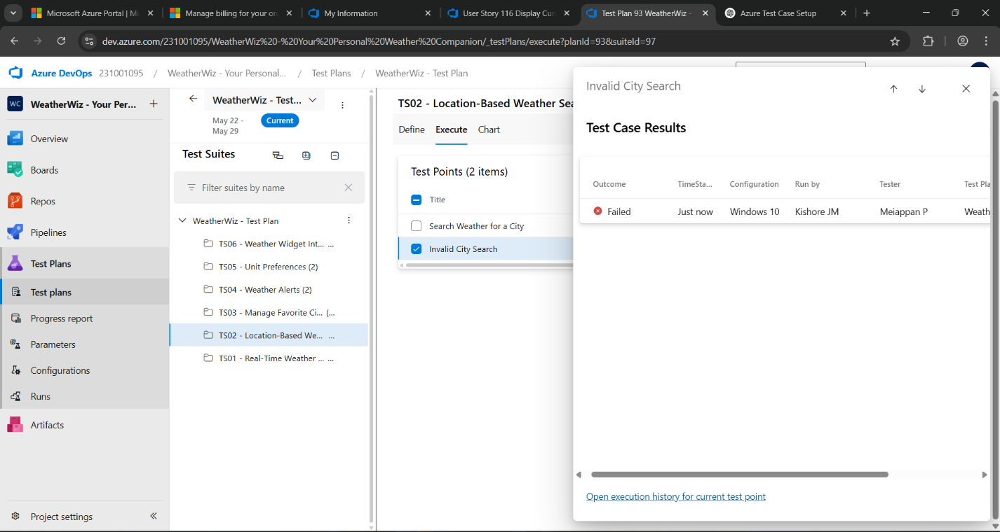 Microsoft Azure Portal | Mi
Manage billing for your or
My Information
User Story 116 Display Curr
Test Plan 93 WeatherWiz -
Azure Test Case Setup
dev.azure.com/231001095/WeatherWiz%20-%20Your%20Personal%20Weather%20Companion/_testPlans/execute?planId=93&suiteId=97
Azure DevOps 231001095 / WeatherWiz - Your Personal... / Test Plans / WeatherWiz - Test Plan
WC WeatherWiz - Your Per...
Overview
Boards
Repos
Pipelines
Test Plans
Test plans
Progress report
Parameters
Configurations
Runs
Artifacts
Project settings
WeatherWiz - Test...
May 22 -
May 29
Current
Test Suites
Filter suites by name
WeatherWiz - Test Plan
TS06 - Weather Widget Int... ...
TS05 - Unit Preferences (2)
TS04 - Weather Alerts (2)
TS03 - Manage Favorite Ci... (...
TS02 - Location-Based We... ...
TS01 - Real-Time Weather ... ...
TS02 - Location-Based Weather Sea
Define Execute Chart
Test Points (2 items)
Title
Search Weather for a City
Invalid City Search
Invalid City Search
Test Case Results
Outcome TimeSta... Configuration Run by Tester Test Pla
Failed Just now Windows 10 Kishore JM Meiappan P Weath
Open execution history for current test point